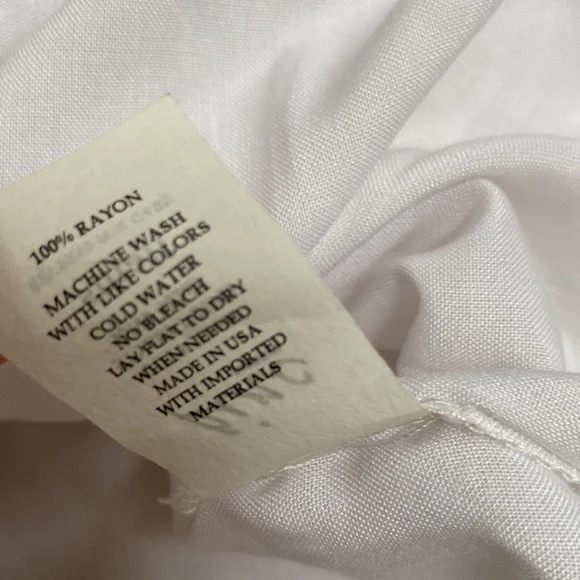 100% RAYON
MACHINE WASH
WITH LIKE COLORS
COLD WATER
NO BLEACH
LAY FLAT TO DRY
WHEN NEEDED
MADE IN USA
WITH IMPORTED
MATERIALS